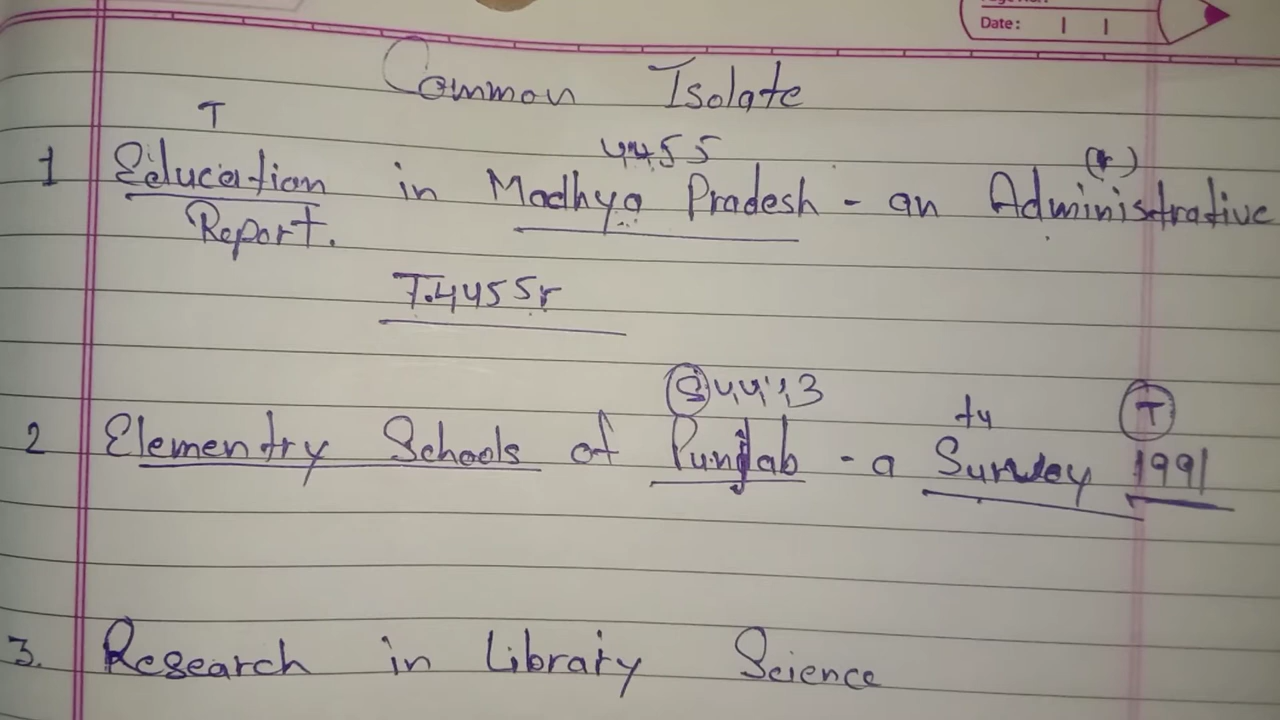 Date:
Common Isolate
T 4455 (r)
1 Education in Madhya Pradesh - an Administrative
Report.
T.4455r
S 44'13 t4 T
2 Elementry Schools of Punjab - a Survey 1991
3. Research in Library Science